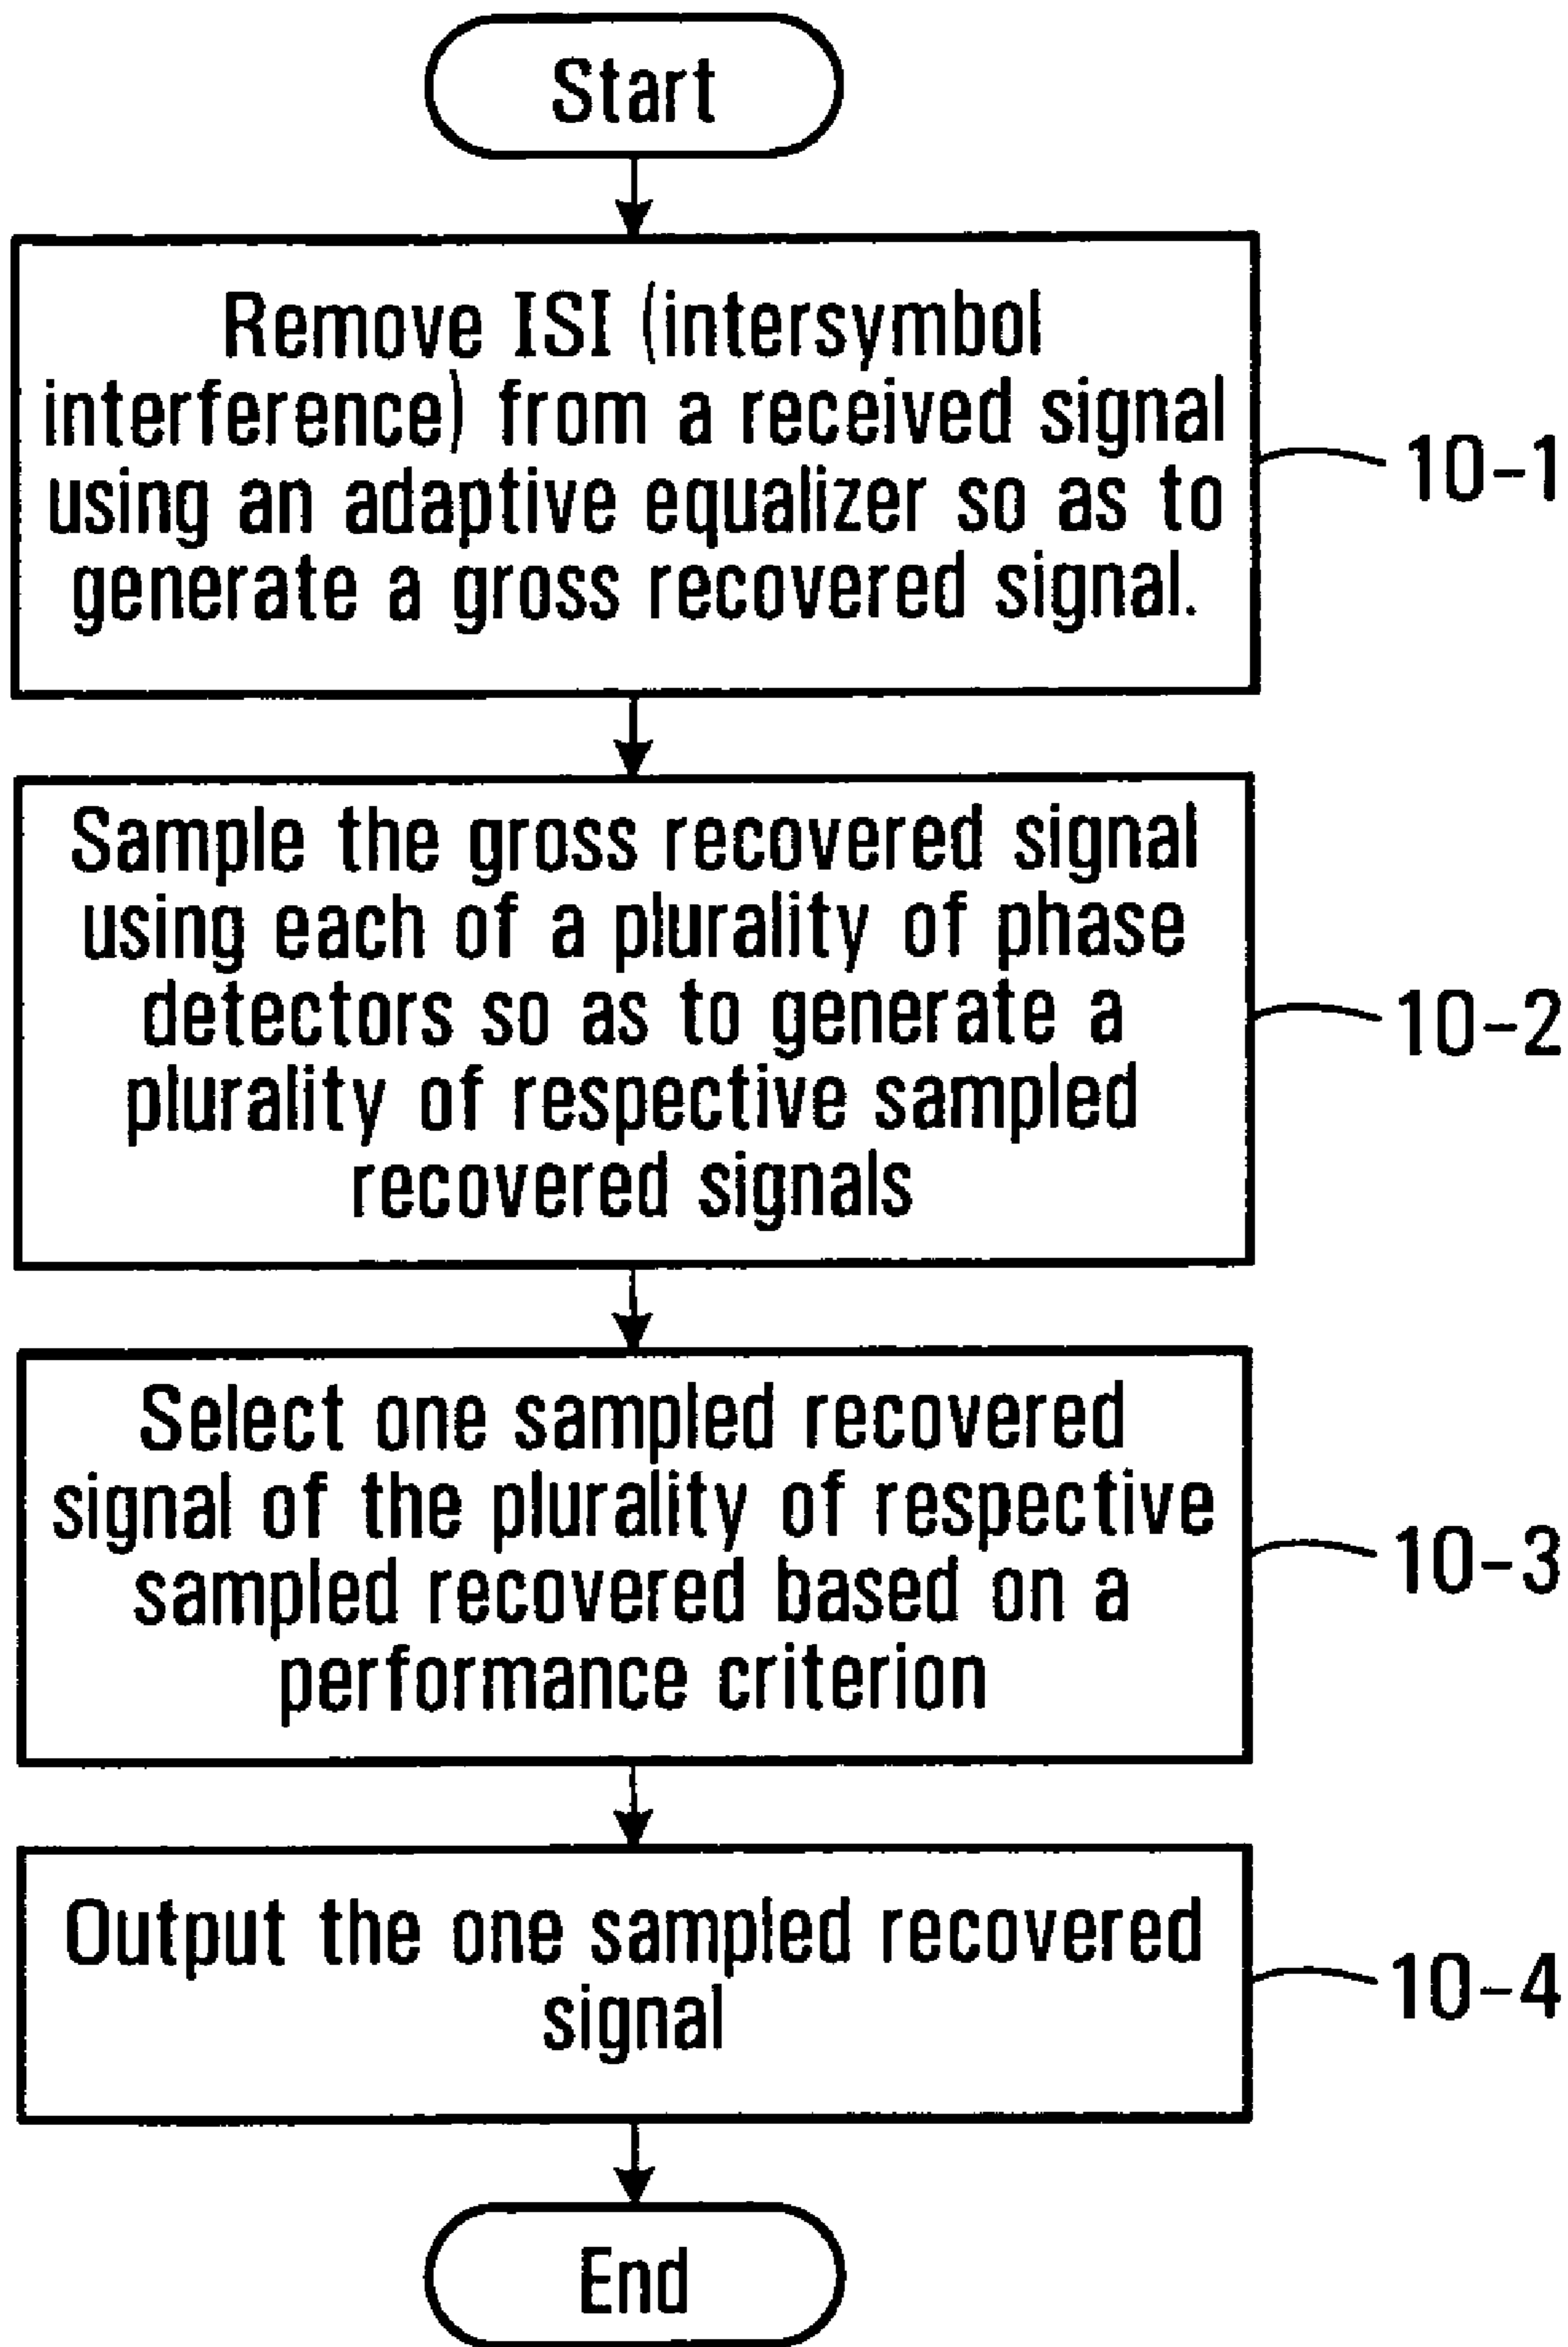 Start
Remove ISI (intersymbol
interference) from a received signal
using an adaptive equalizer so as to
generate a gross recovered signal.
10-1
Sample the gross recovered signal
using each of a plurality of phase
detectors so as to generate a
plurality of respective sampled
recovered signals
10-2
Select one sampled recovered
signal of the plurality of respective
sampled recovered based on a
performance criterion
10-3
Output the one sampled recovered
signal
10-4
End